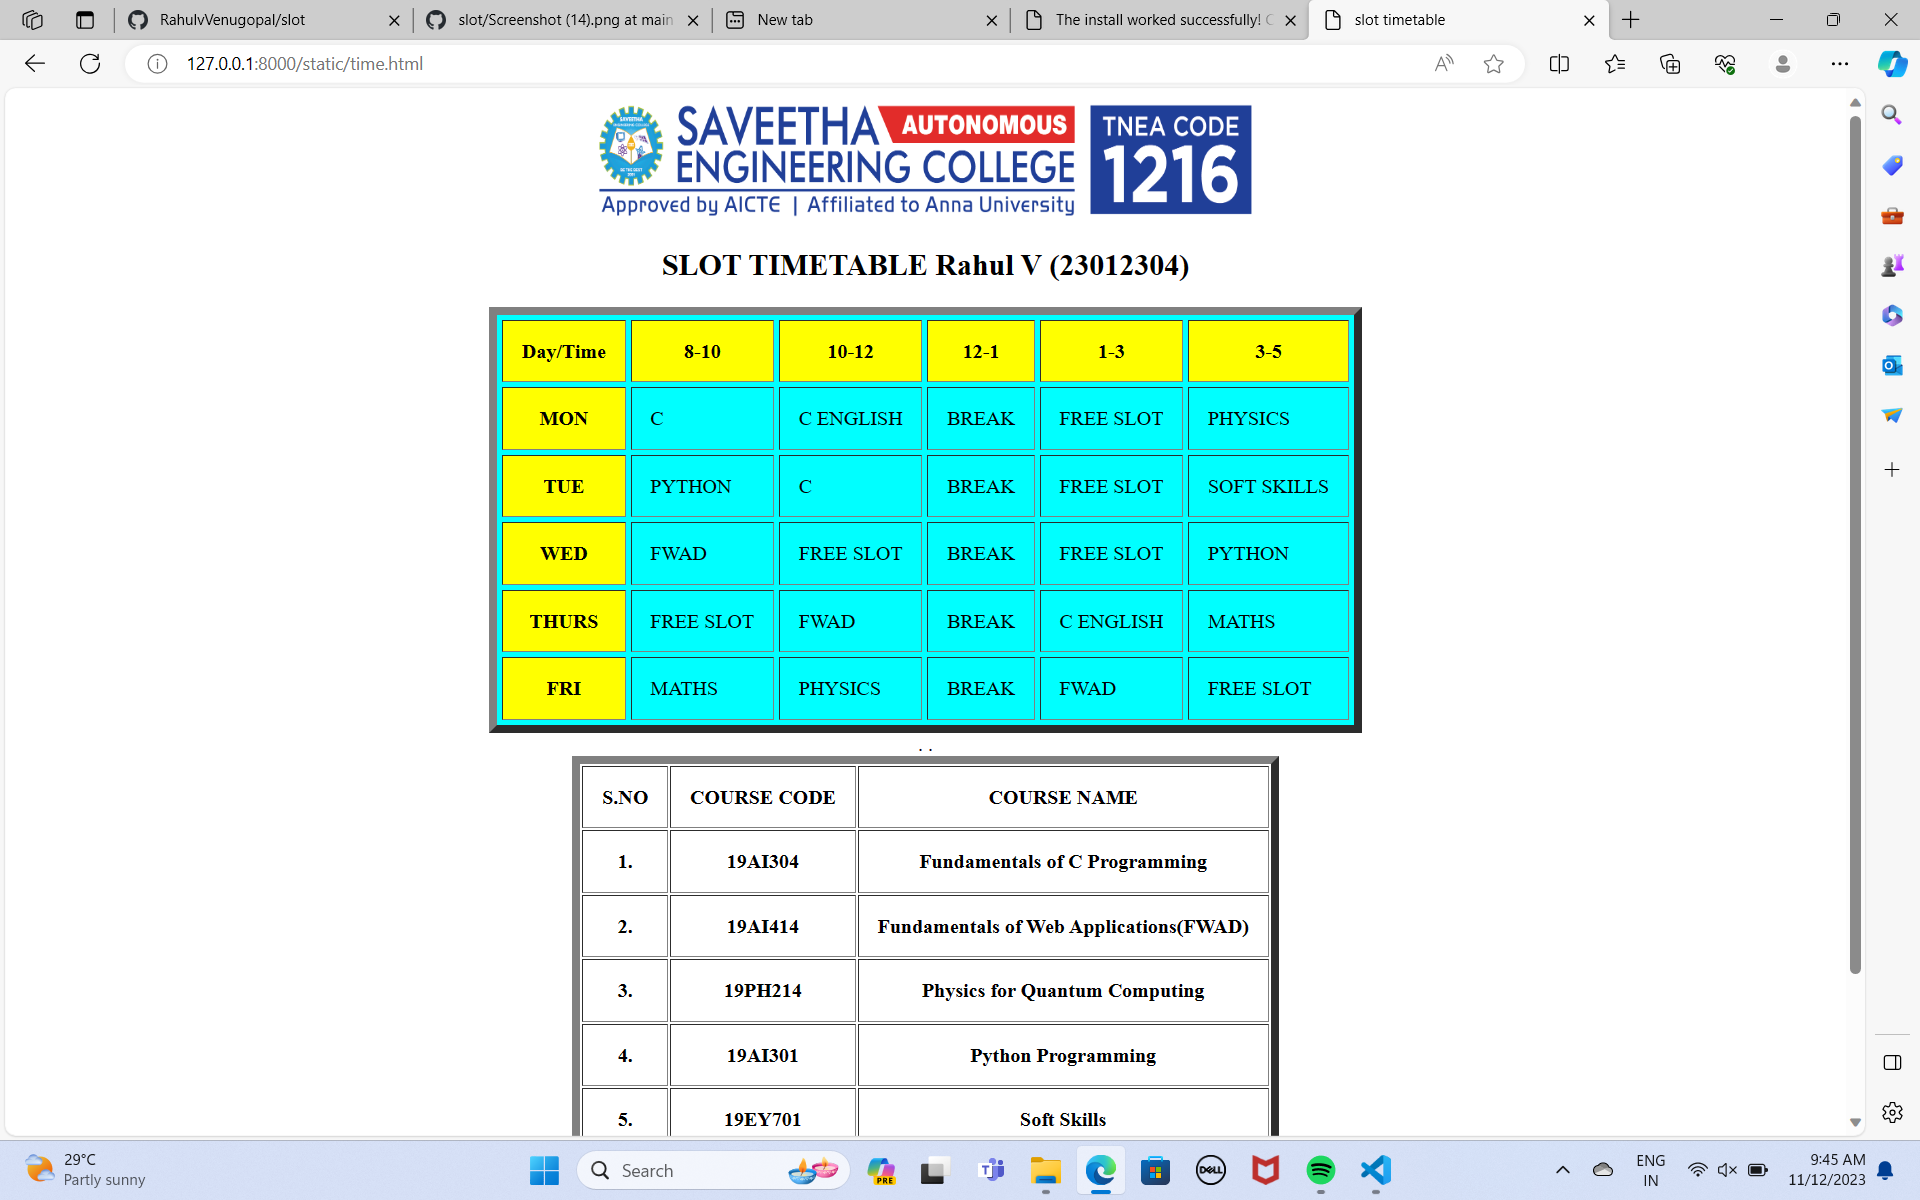 RahulvVenugopal/slot
slot/Screenshot (14).png at main
New tab
The install worked successfully! C
slot timetable
127.0.0.1:8000/static/time.html
SAVEETHA AUTONOMOUS
ENGINEERING COLLEGE
Approved by AICTE | Affiliated to Anna University
TNEA CODE
1216
SLOT TIMETABLE Rahul V (23012304)
Day/Time 8-10 10-12 12-1 1-3 3-5
MON C C ENGLISH BREAK FREE SLOT PHYSICS
TUE PYTHON C BREAK FREE SLOT SOFT SKILLS
WED FWAD FREE SLOT BREAK FREE SLOT PYTHON
THURS FREE SLOT FWAD BREAK C ENGLISH MATHS
FRI MATHS PHYSICS BREAK FWAD FREE SLOT
. .
S.NO COURSE CODE COURSE NAME
1. 19AI304 Fundamentals of C Programming
2. 19AI414 Fundamentals of Web Applications(FWAD)
3. 19PH214 Physics for Quantum Computing
4. 19AI301 Python Programming
5. 19EY701 Soft Skills
29°C
Partly sunny
Search
PRE
DELL
ENG
IN
9:45 AM
11/12/2023